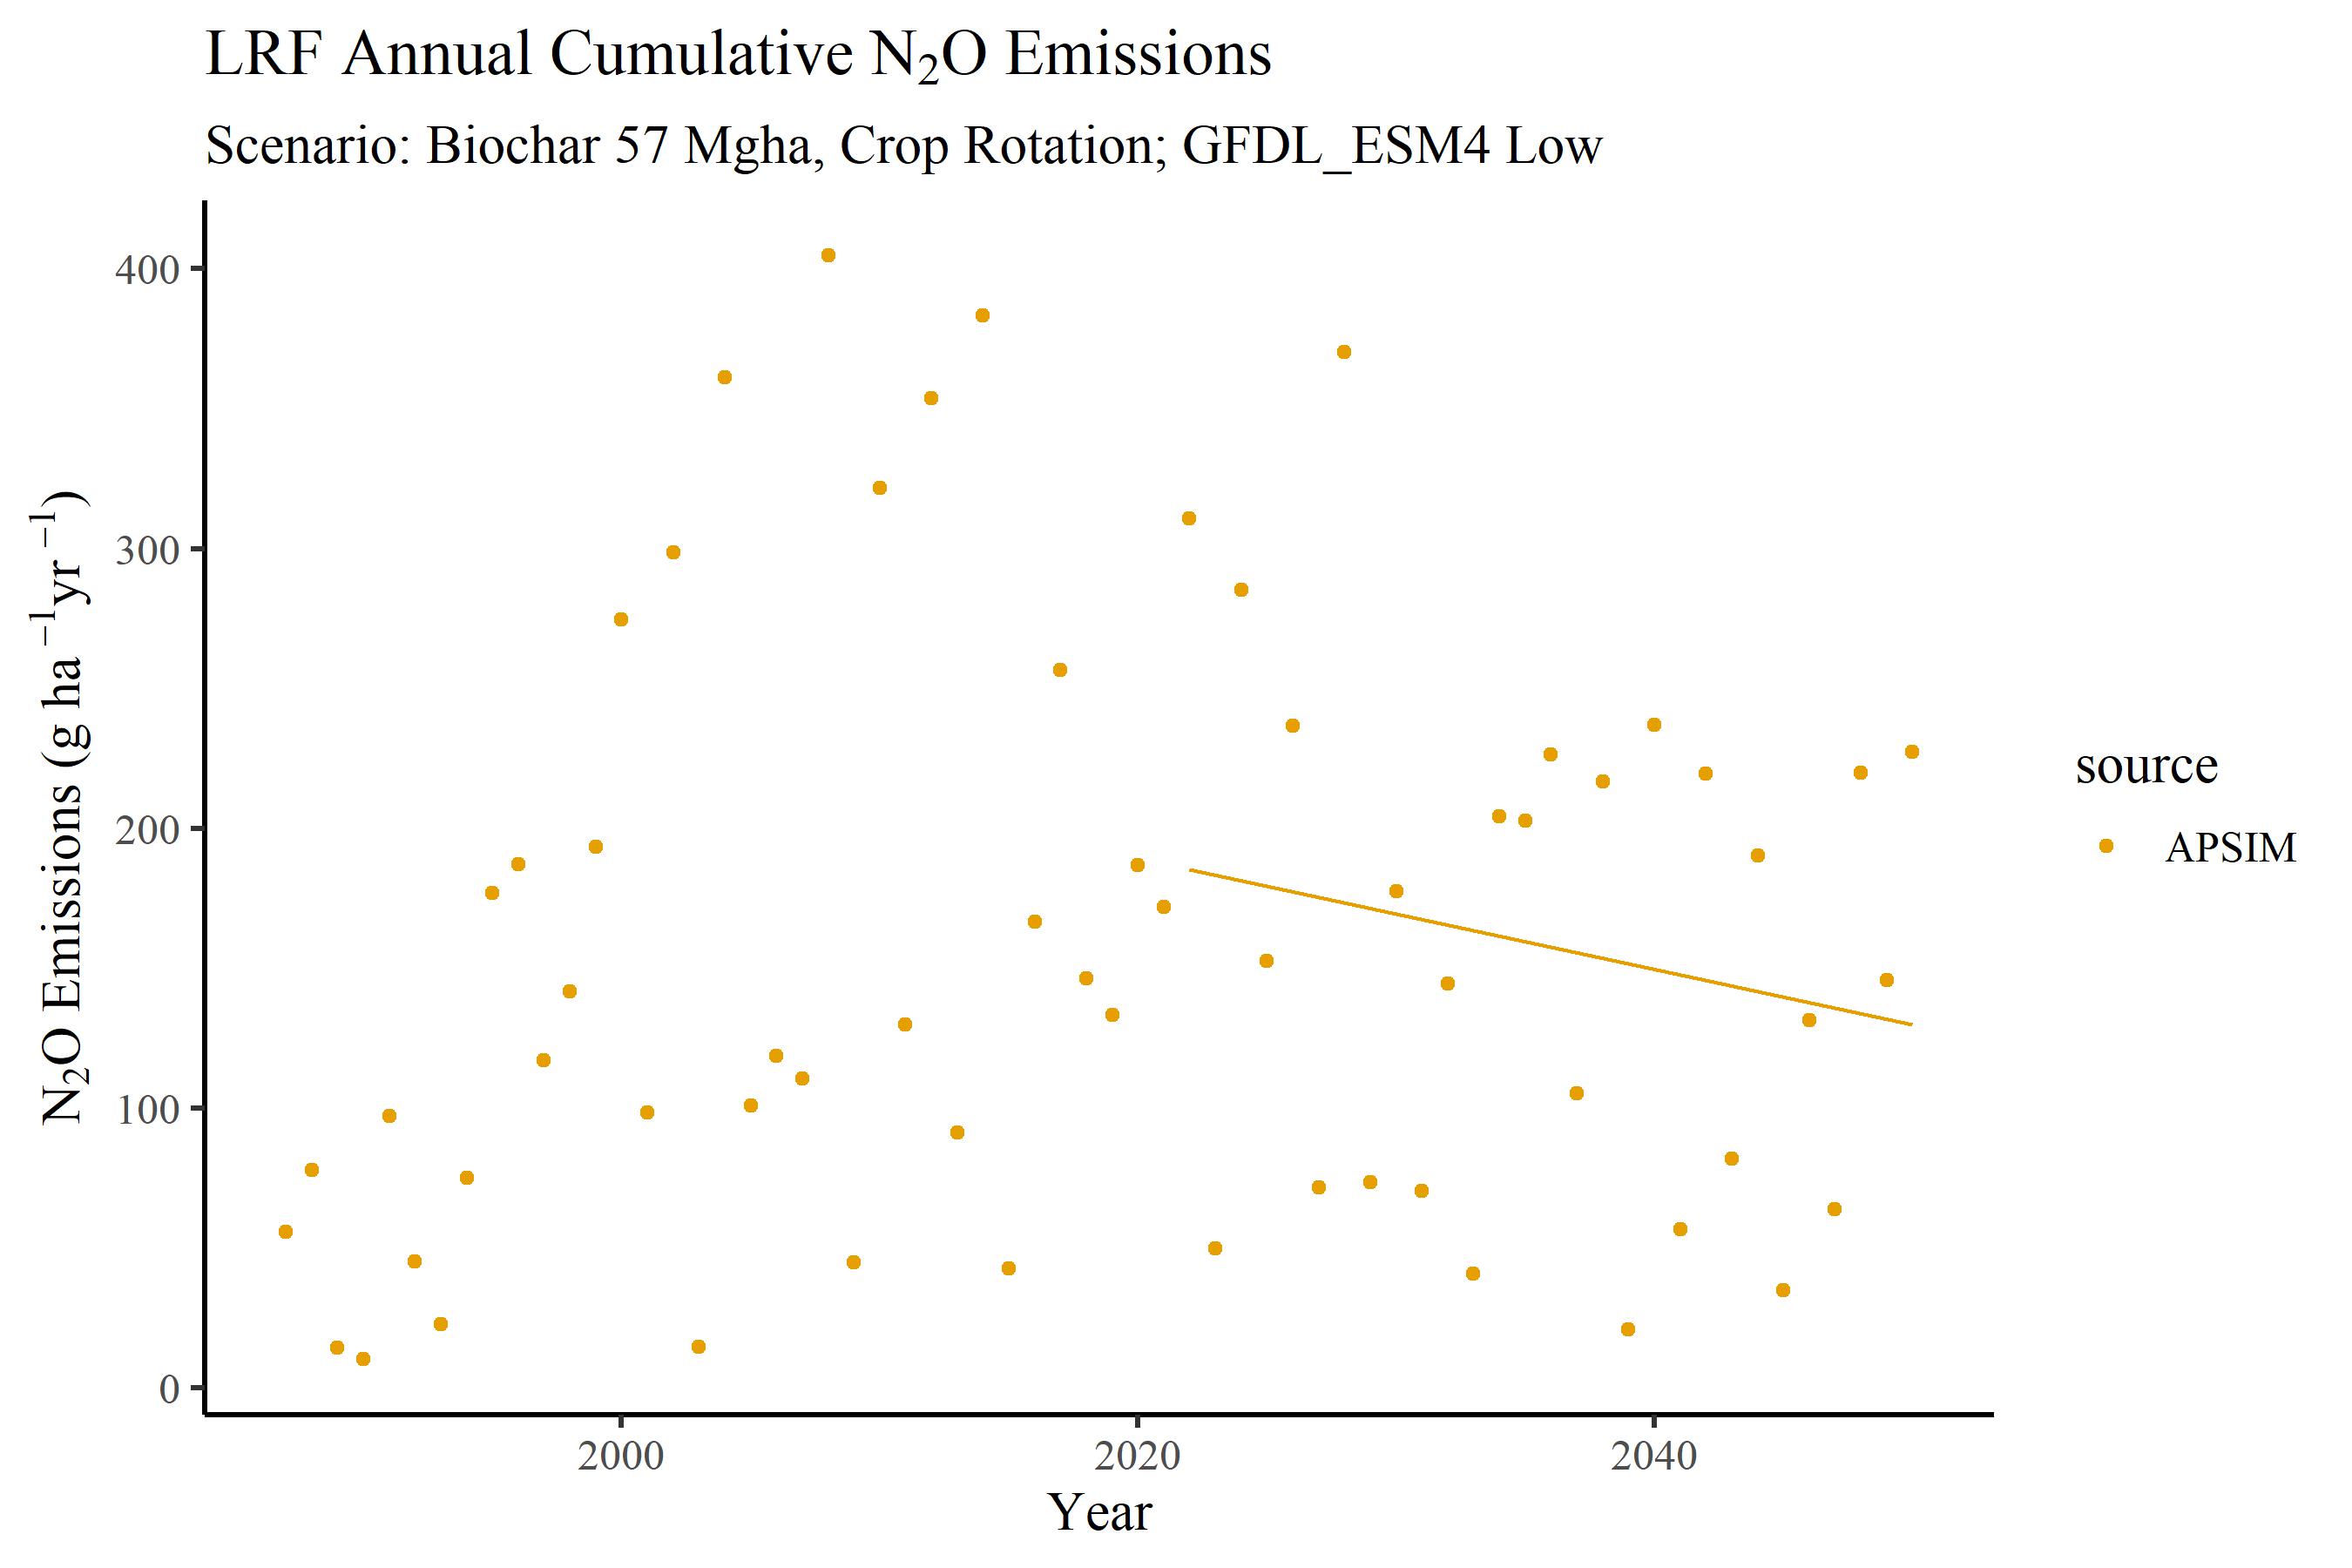 LRF Annual Cumulative N₂O Emissions
Scenario: Biochar 57 Mgha, Crop Rotation; GFDL_ESM4 Low
N₂O Emissions (g ha ⁻¹yr ⁻¹)
400
300
200
100
0
2000
2020
2040
Year
source
APSIM